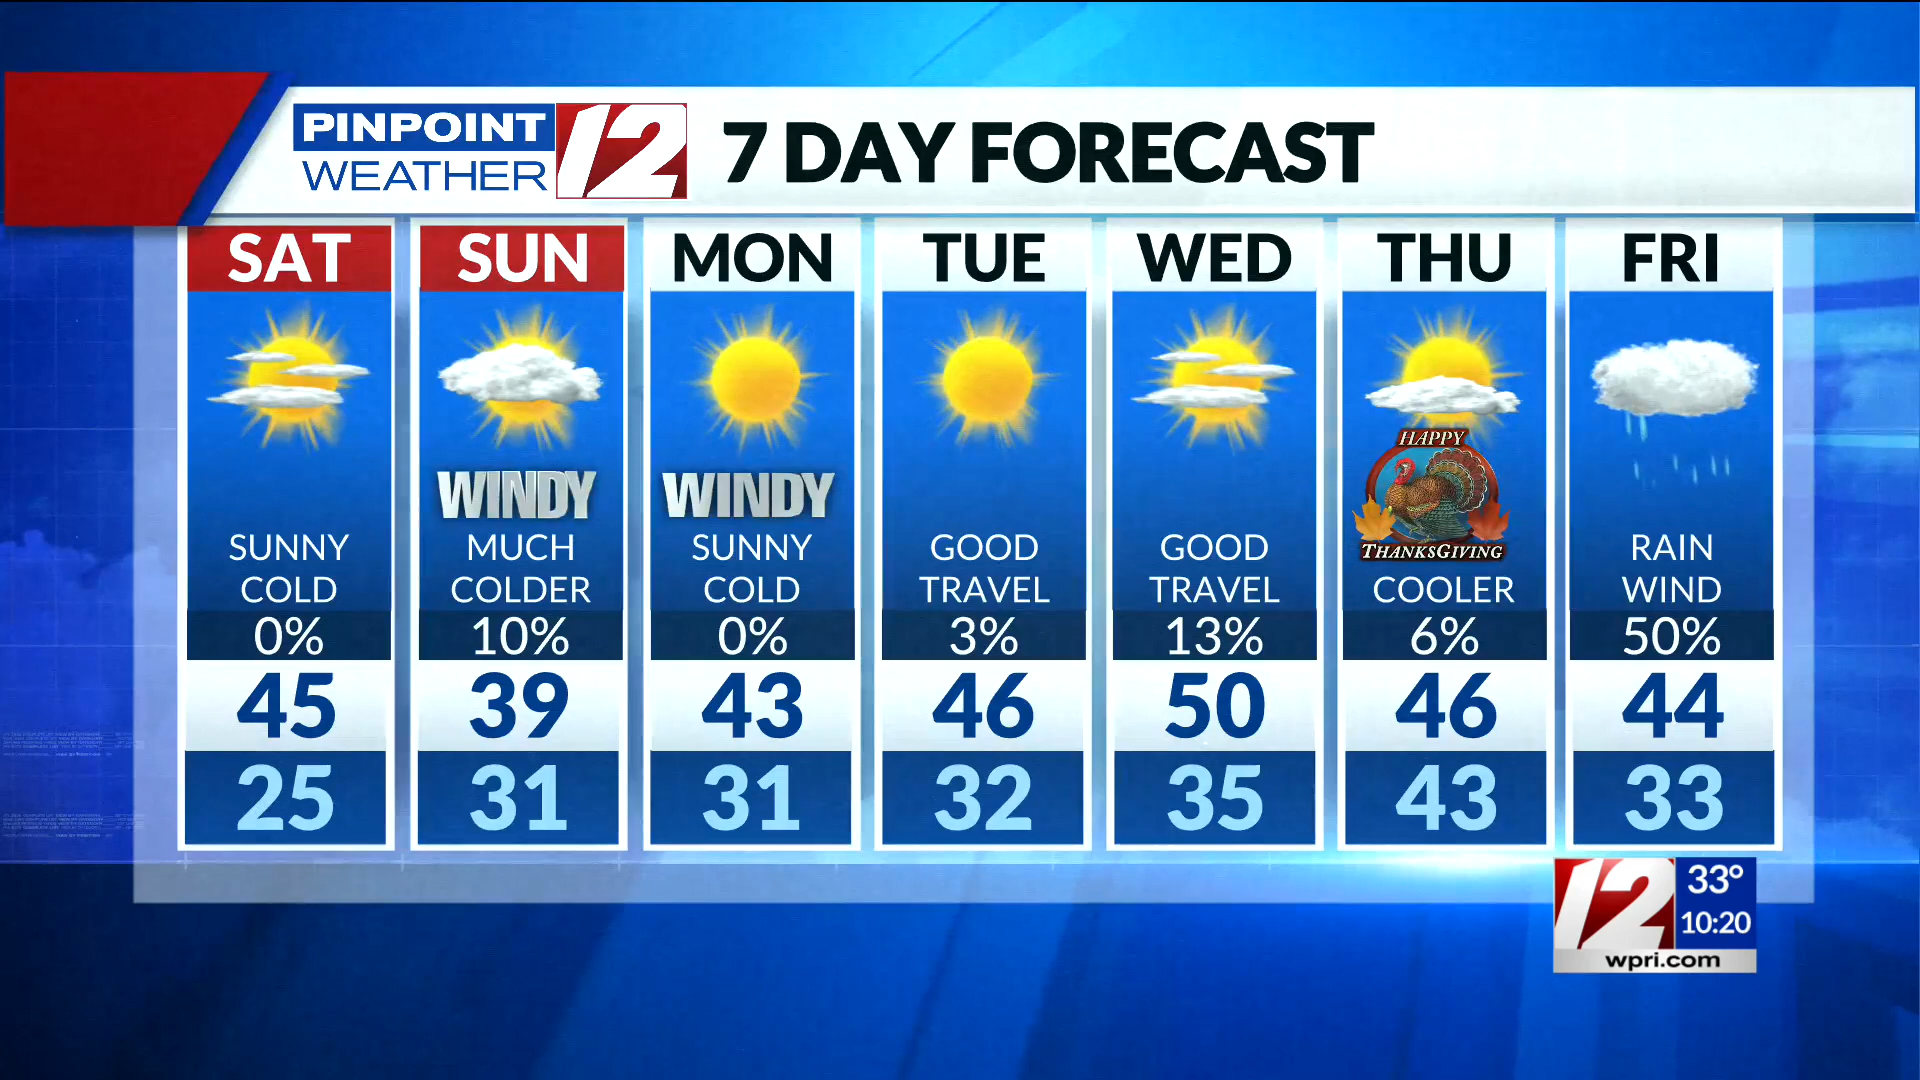 PINPOINT
WEATHER
12
7 DAY FORECAST
SAT
SUNNY
COLD
0%
45
25
SUN
WINDY
MUCH
COLDER
10%
39
31
MON
WINDY
SUNNY
COLD
0%
43
31
TUE
GOOD
TRAVEL
3%
46
32
WED
GOOD
TRAVEL
13%
50
35
THU
HAPPY
THANKSGIVING
COOLER
6%
46
43
FRI
RAIN
WIND
50%
44
33
12
33°
10:20
wpri.com